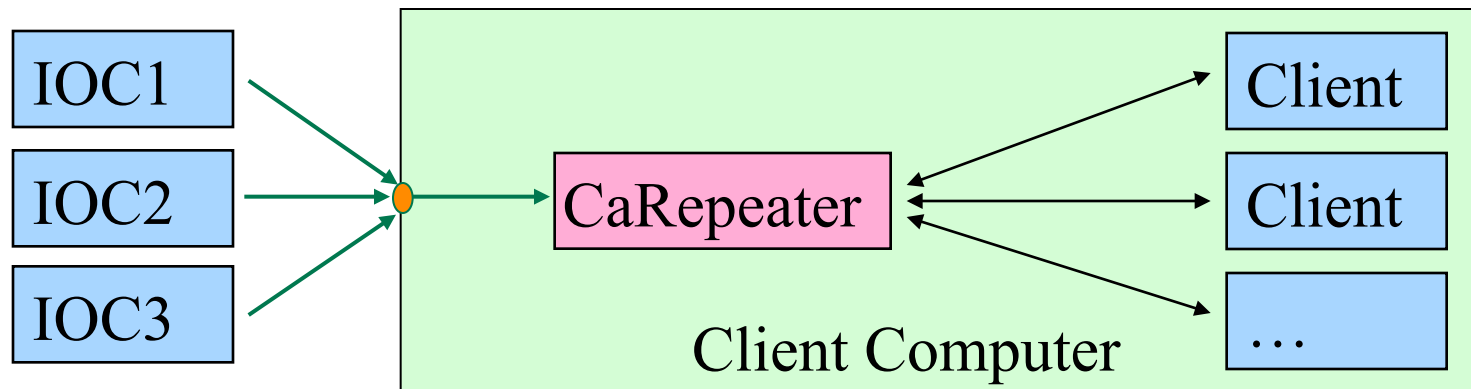 IOC1
IOC2
IOC3
CaRepeater
Client
Client
…
Client Computer